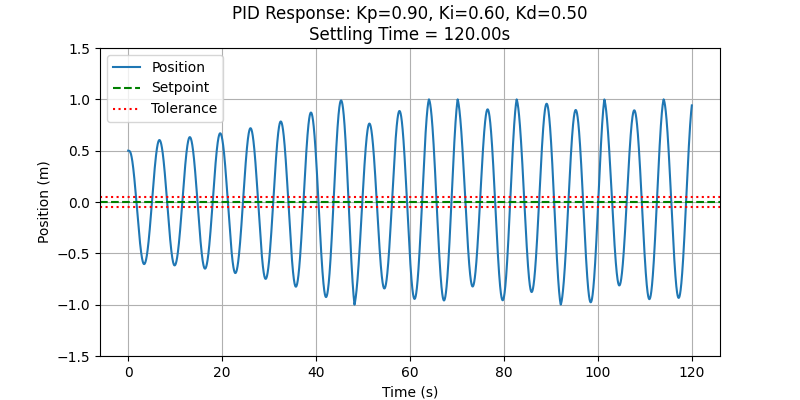 PID Response: Kp=0.90, Ki=0.60, Kd=0.50
Settling Time = 120.00s
Position
Setpoint
Tolerance
1.5
1.0
0.5
0.0
−0.5
−1.0
−1.5
Position (m)
0 20 40 60 80 100 120
Time (s)